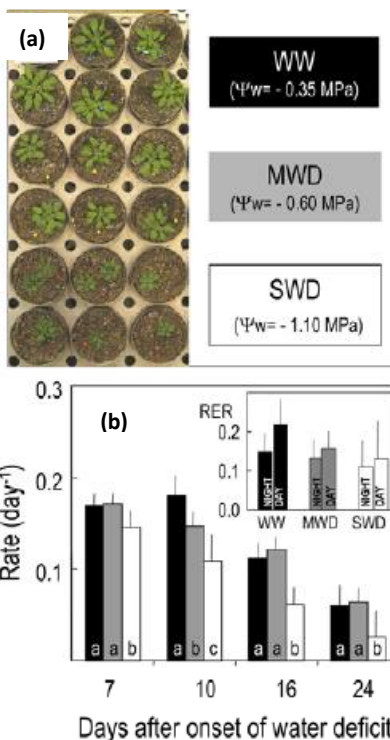 (a)
WW
(Ψw= - 0.35 MPa)
MWD
(Ψw= - 0.60 MPa)
SWD
(Ψw= - 1.10 MPa)
0.3
(b)
RER
0.2
0.2
0.1
0.1
NIGHT DAY NIGHT DAY NIGHT DAY
WW MWD SWD
Rate (day⁻¹)
a a b a b c a a b a a b
7 10 16 24
Days after onset of water deficit